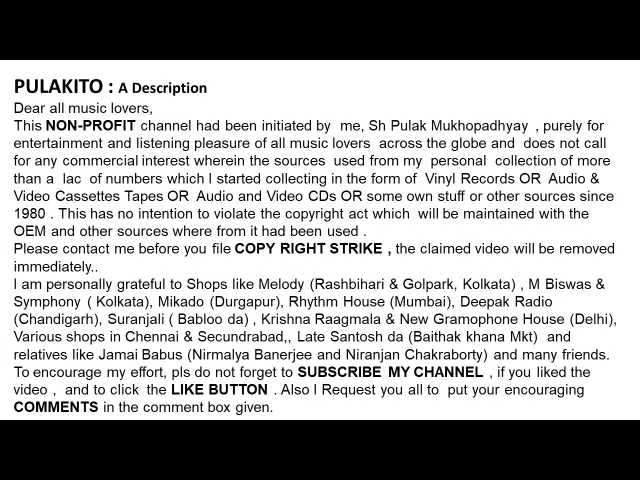 PULAKITO : A Description
Dear all music lovers,
This NON-PROFIT channel had been initiated by me, Sh Pulak Mukhopadhyay , purely for
entertainment and listening pleasure of all music lovers across the globe and does not call
for any commercial interest wherein the sources used from my personal collection of more
than a lac of numbers which I started collecting in the form of Vinyl Records OR Audio &
Video Cassettes Tapes OR Audio and Video CDs OR some own stuff or other sources since
1980 . This has no intention to violate the copyright act which will be maintained with the
OEM and other sources where from it had been used .
Please contact me before you file COPY RIGHT STRIKE , the claimed video will be removed
immediately..
I am personally grateful to Shops like Melody (Rashbihari & Golpark, Kolkata) , M Biswas &
Symphony ( Kolkata), Mikado (Durgapur), Rhythm House (Mumbai), Deepak Radio
(Chandigarh), Suranjali ( Babloo da) , Krishna Raagmala & New Gramophone House (Delhi),
Various shops in Chennai & Secundrabad,, Late Santosh da (Baithak khana Mkt) and
relatives like Jamai Babus (Nirmalya Banerjee and Niranjan Chakraborty) and many friends.
To encourage my effort, pls do not forget to SUBSCRIBE MY CHANNEL , if you liked the
video , and to click the LIKE BUTTON . Also I Request you all to put your encouraging
COMMENTS in the comment box given.